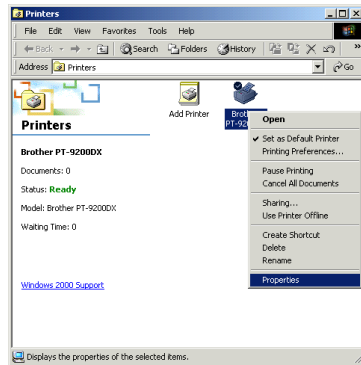 Printers
File Edit View Favorites Tools Help
Back Search Folders History »
Address Printers Go
Printers
Brother PT-9200DX
Documents: 0
Status: Ready
Model: Brother PT-9200DX
Waiting Time: 0
Windows 2000 Support
Add Printer
Open
Set as Default Printer
Printing Preferences...
Pause Printing
Cancel All Documents
Sharing...
Use Printer Offline
Create Shortcut
Delete
Rename
Properties
Displays the properties of the selected items.